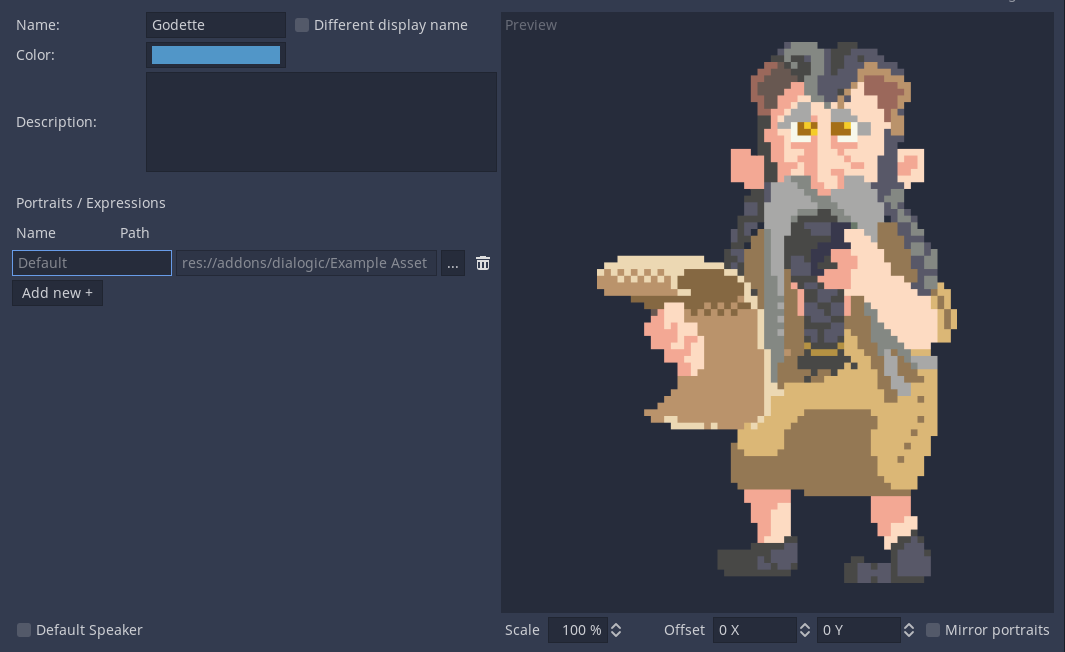 Name: Godette Different display name
Color:
Description:
Portraits / Expressions
Name Path
Default res://addons/dialogic/Example Asset ...
Add new +
Default Speaker
Preview
Scale 100 % Offset 0 X 0 Y Mirror portraits